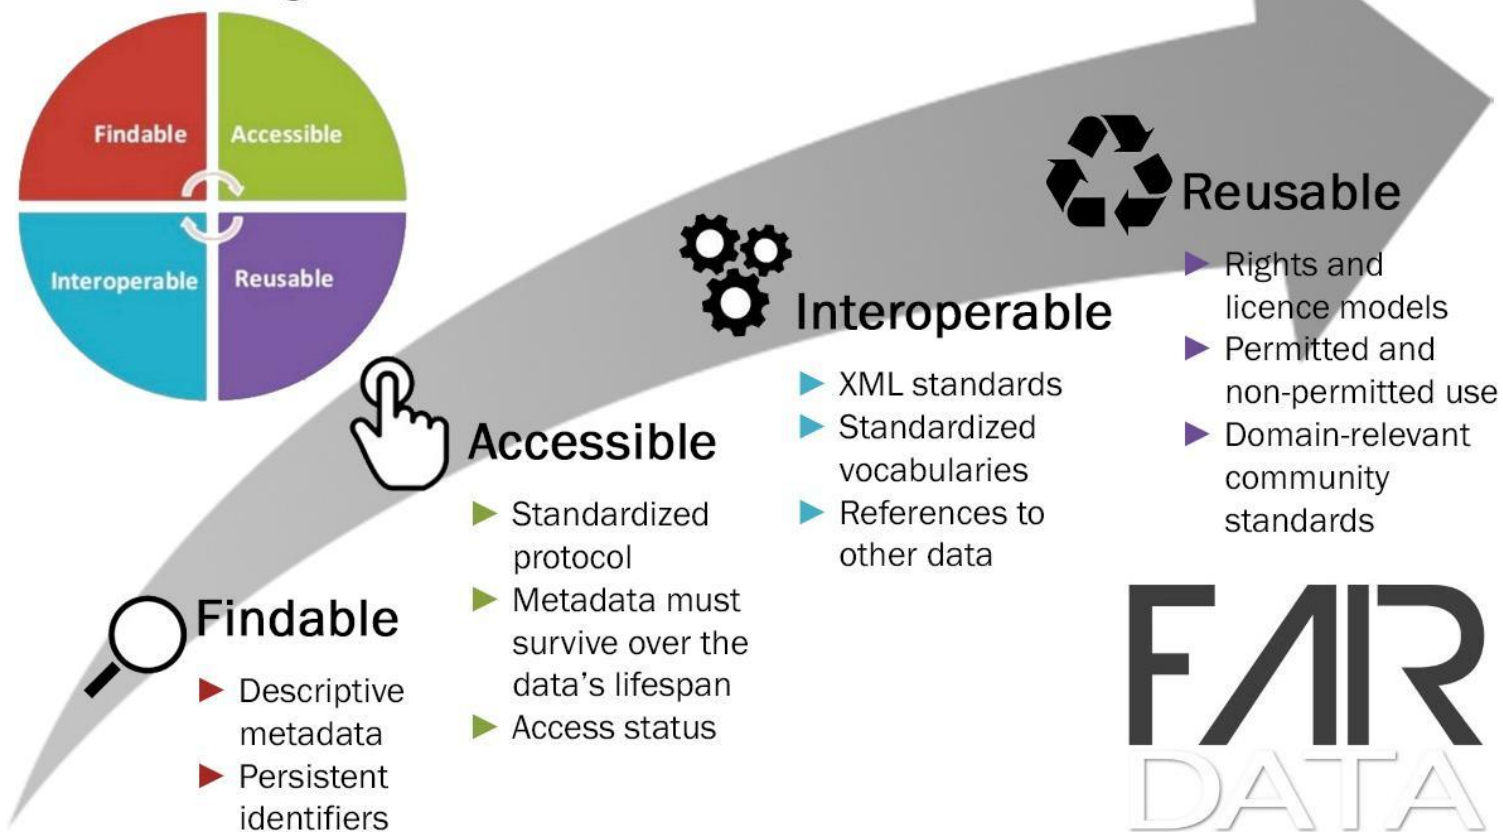 Findable
Accessible
Interoperable
Reusable
Findable
Descriptive
metadata
Persistent
identifiers
Accessible
Standardized
protocol
Metadata must
survive over the
data’s lifespan
Access status
Interoperable
XML standards
Standardized
vocabularies
References to
other data
Reusable
Rights and
licence models
Permitted and
non-permitted use
Domain-relevant
community
standards
FAIR
DATA